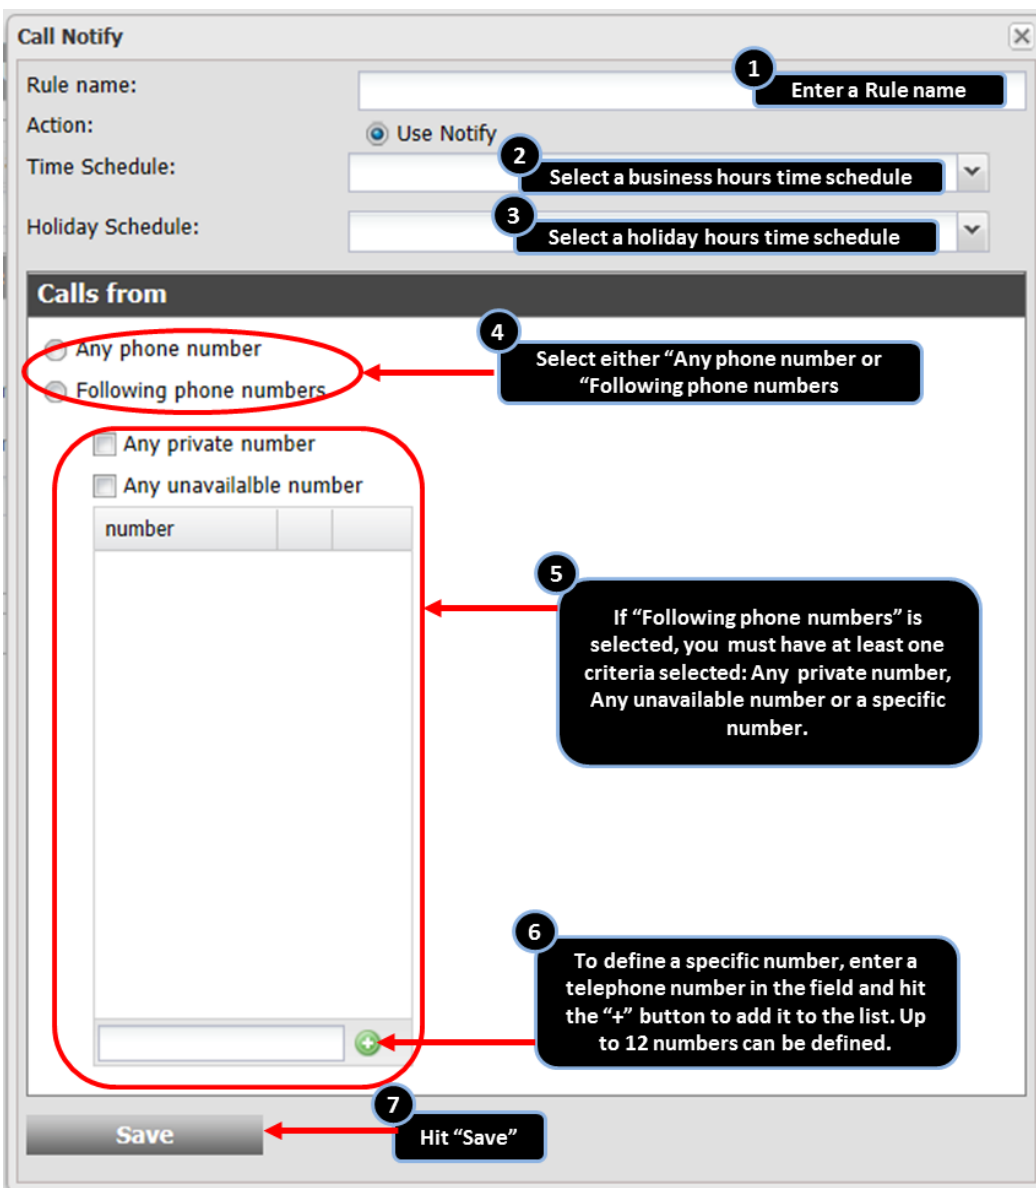 Call Notify
Rule name:
1
Enter a Rule name
Action:
Use Notify
2
Time Schedule:
Select a business hours time schedule
3
Holiday Schedule:
Select a holiday hours time schedule
Calls from
4
Any phone number
Select either “Any phone number or
“Following phone numbers
Following phone numbers
Any private number
Any unavailalble number
number
5
If “Following phone numbers” is
selected, you must have at least one
criteria selected: Any private number,
Any unavailable number or a specific
number.
6
To define a specific number, enter a
telephone number in the field and hit
the “+” button to add it to the list. Up
to 12 numbers can be defined.
7
Save
Hit “Save”